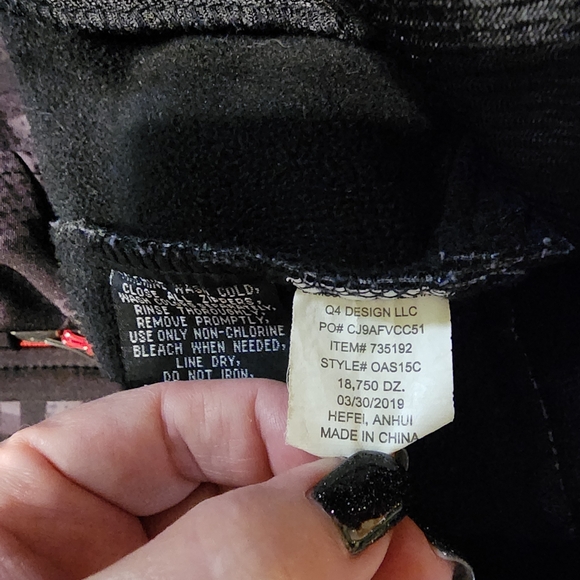 WASH COLD,
CLOSE ALL ZIPPERS,
RINSE THOROUGHLY,
REMOVE PROMPTLY,
USE ONLY NON-CHLORINE
BLEACH WHEN NEEDED,
LINE DRY,
DO NOT IRON,
Q4 DESIGN LLC
PO# CJ9AFVCC51
ITEM# 735192
STYLE# OAS15C
18,750 DZ.
03/30/2019
HEFEI, ANHUI
MADE IN CHINA